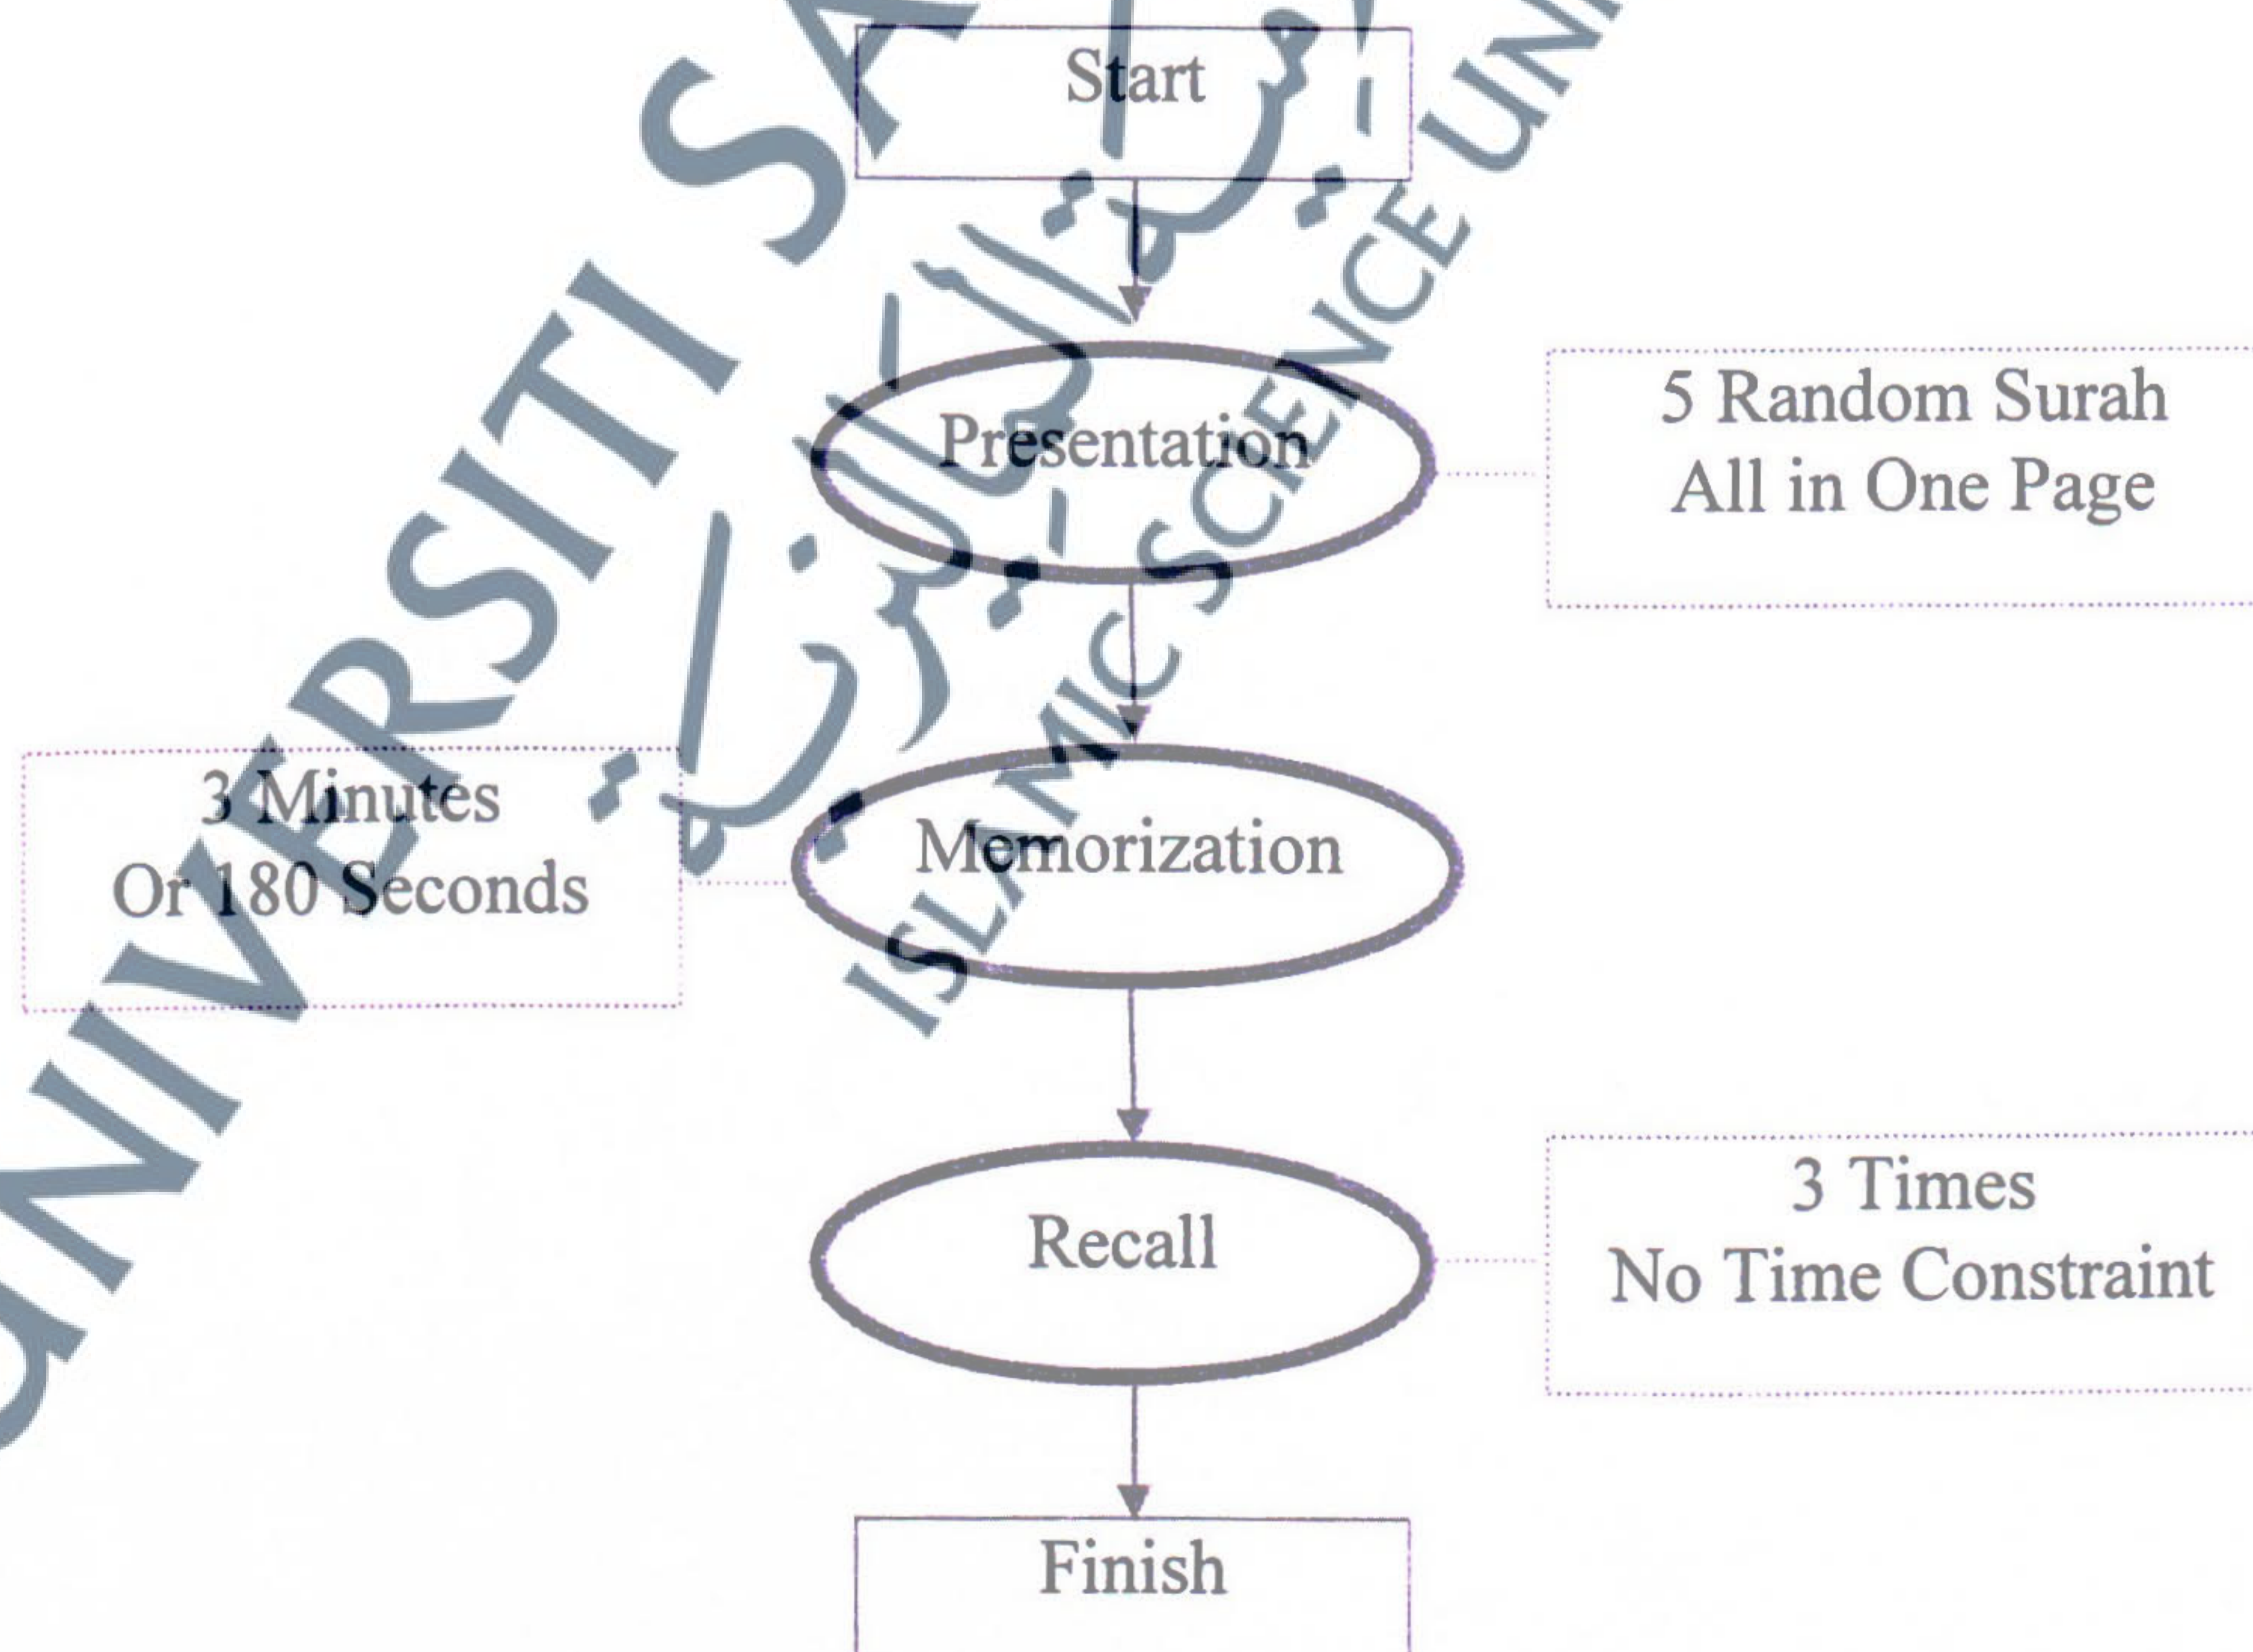 Start
Presentation
5 Random Surah
All in One Page
3 Minutes
Or 180 Seconds
Memorization
Recall
3 Times
No Time Constraint
Finish
UNIVERSITI SA
ISLAMIC SCIENCE UNI